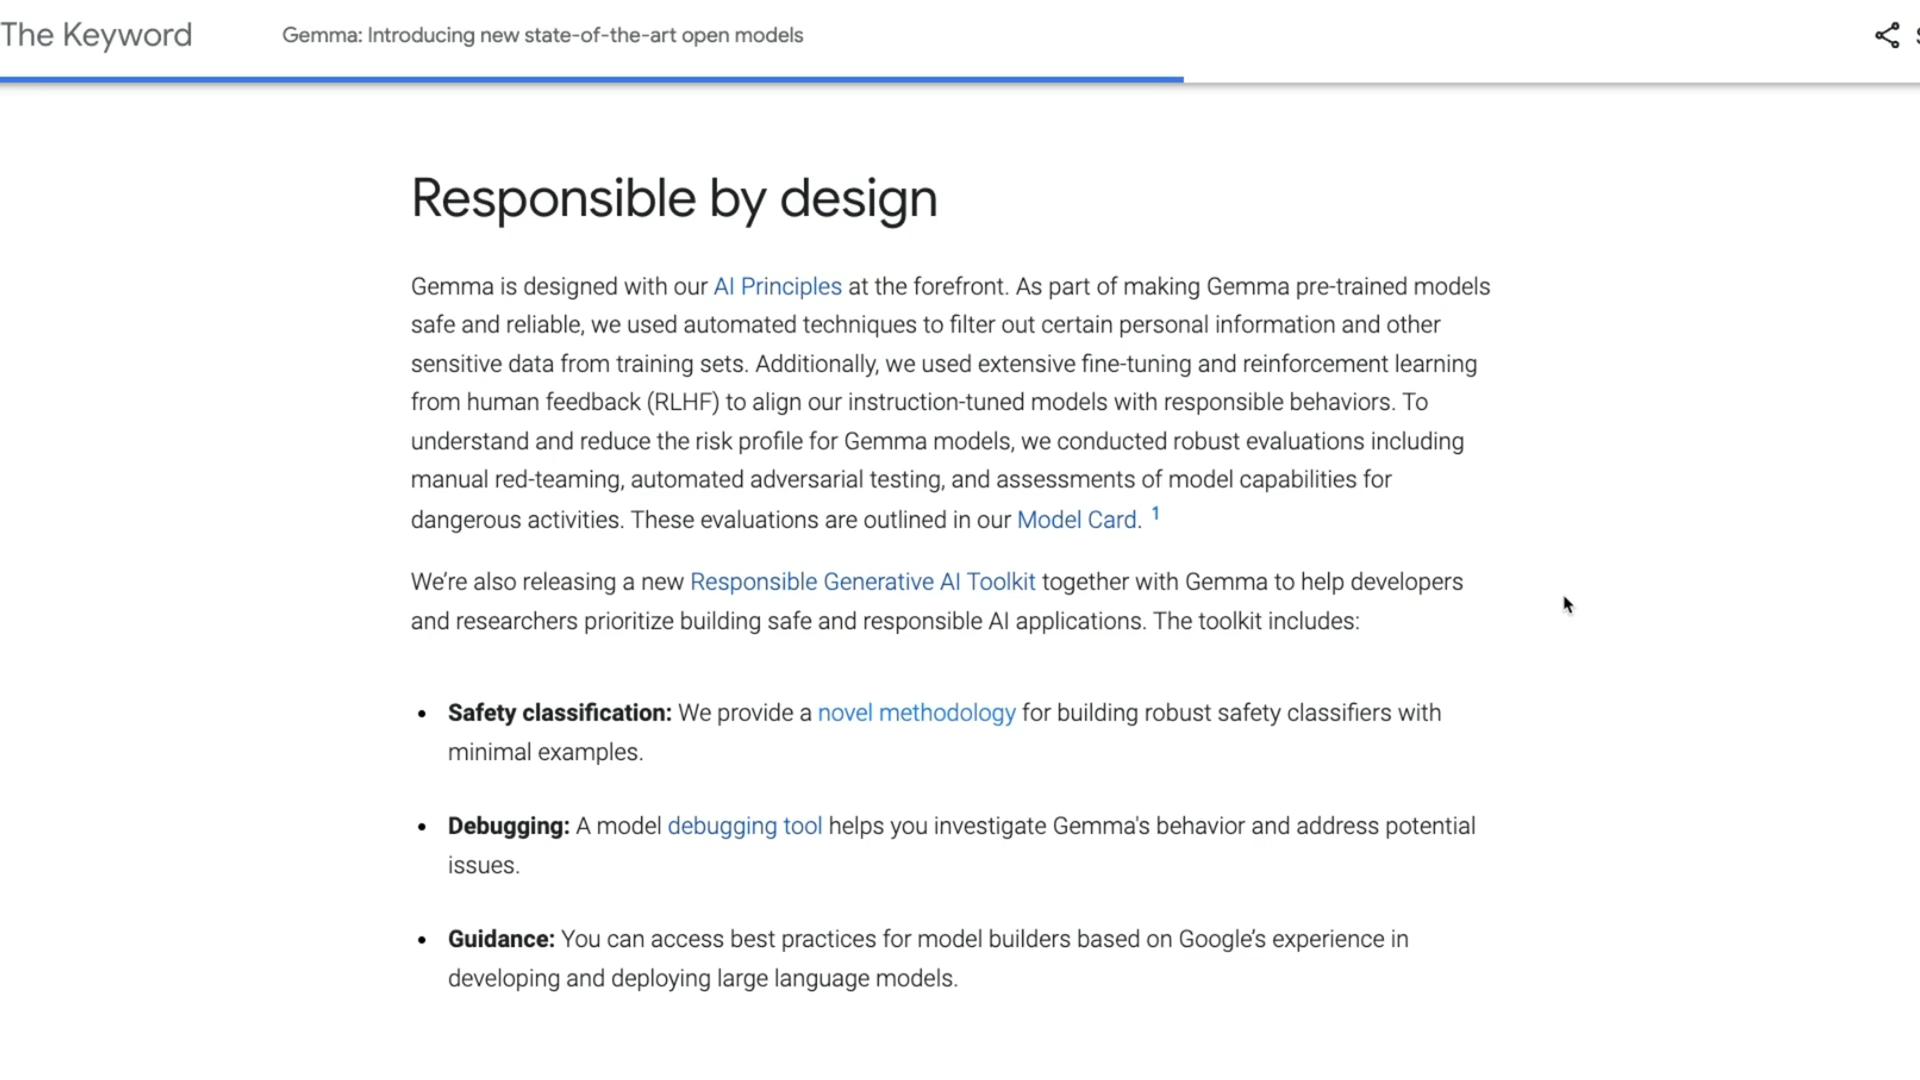 The Keyword
Gemma: Introducing new state-of-the-art open models
Responsible by design
Gemma is designed with our AI Principles at the forefront. As part of making Gemma pre-trained models
safe and reliable, we used automated techniques to filter out certain personal information and other
sensitive data from training sets. Additionally, we used extensive fine-tuning and reinforcement learning
from human feedback (RLHF) to align our instruction-tuned models with responsible behaviors. To
understand and reduce the risk profile for Gemma models, we conducted robust evaluations including
manual red-teaming, automated adversarial testing, and assessments of model capabilities for
dangerous activities. These evaluations are outlined in our Model Card. 1
We’re also releasing a new Responsible Generative AI Toolkit together with Gemma to help developers
and researchers prioritize building safe and responsible AI applications. The toolkit includes:
• Safety classification: We provide a novel methodology for building robust safety classifiers with
minimal examples.
• Debugging: A model debugging tool helps you investigate Gemma's behavior and address potential
issues.
• Guidance: You can access best practices for model builders based on Google’s experience in
developing and deploying large language models.